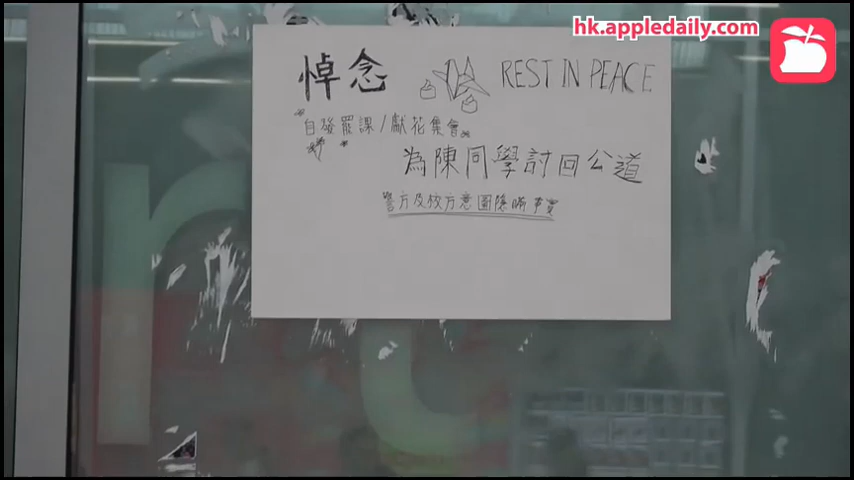 hk.appledaily.com
悼念 REST IN PEACE
*自發罷課/獻花集會*
為陳同學討回公道
警方及校方意圖隱瞞事實